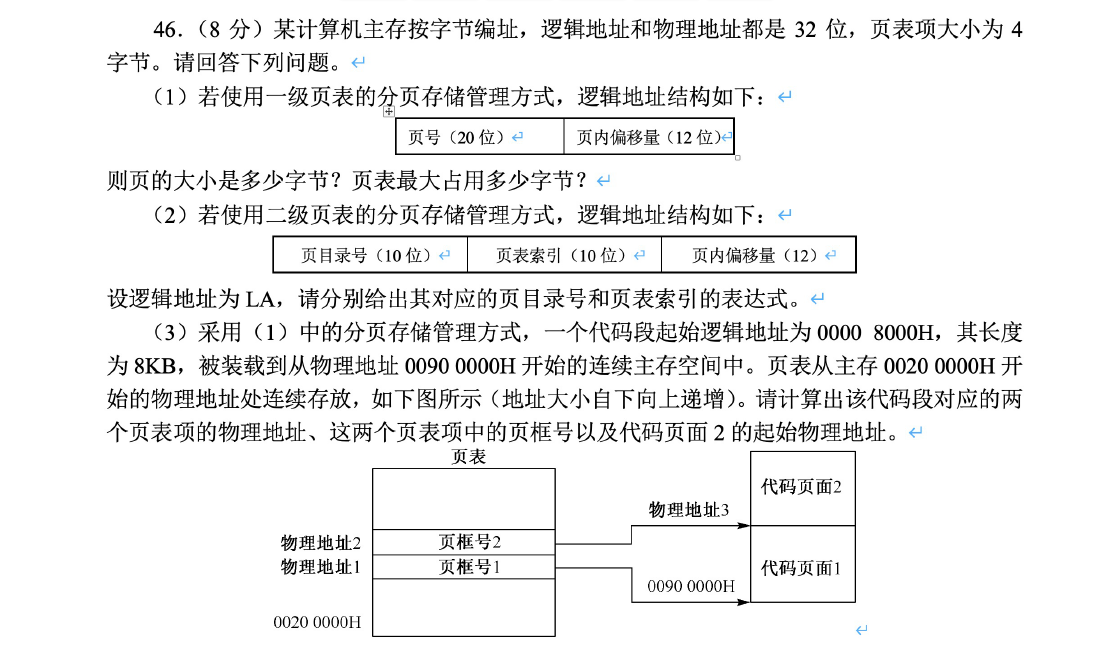 46.（8 分）某计算机主存按字节编址，逻辑地址和物理地址都是 32 位，页表项大小为 4
字节。请回答下列问题。
（1）若使用一级页表的分页存储管理方式，逻辑地址结构如下：
页号（20 位） 页内偏移量（12 位）
则页的大小是多少字节？页表最大占用多少字节？
（2）若使用二级页表的分页存储管理方式，逻辑地址结构如下：
页目录号（10 位） 页表索引（10 位） 页内偏移量（12）
设逻辑地址为 LA，请分别给出其对应的页目录号和页表索引的表达式。
（3）采用（1）中的分页存储管理方式，一个代码段起始逻辑地址为 0000 8000H，其长度
为 8KB，被装载到从物理地址 0090 0000H 开始的连续主存空间中。页表从主存 0020 0000H 开
始的物理地址处连续存放，如下图所示（地址大小自下向上递增）。请计算出该代码段对应的两
个页表项的物理地址、这两个页表项中的页框号以及代码页面 2 的起始物理地址。
页表
代码页面2
物理地址3
物理地址2 页框号2
物理地址1 页框号1
代码页面1
0090 0000H
0020 0000H